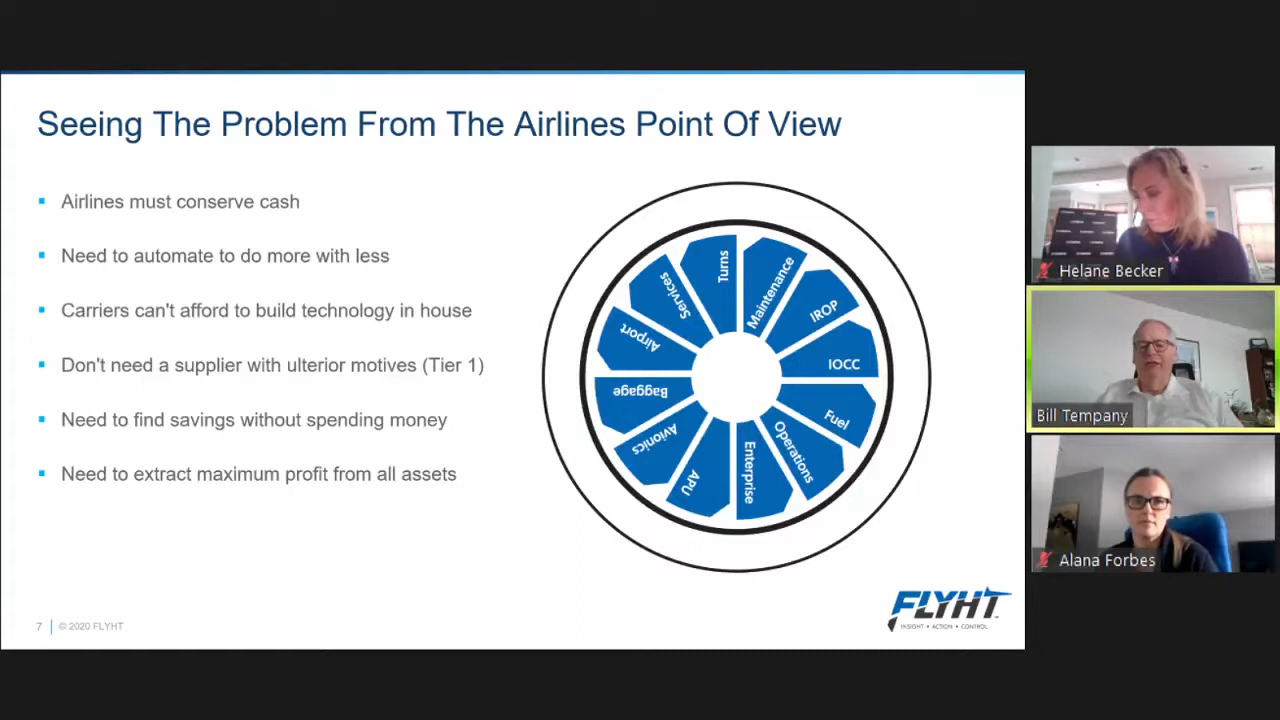 Seeing The Problem From The Airlines Point Of View
Airlines must conserve cash
Need to automate to do more with less
Carriers can't afford to build technology in house
Don't need a supplier with ulterior motives (Tier 1)
Need to find savings without spending money
Need to extract maximum profit from all assets
Turns
Maintenance
IROP
IOCC
Fuel
Operations
Enterprise
APU
Avionics
Baggage
Airport
Services
7
© 2020 FLYHT
FLYHT
INSIGHT • ACTION • CONTROL
Helane Becker
Bill Tempany
Alana Forbes